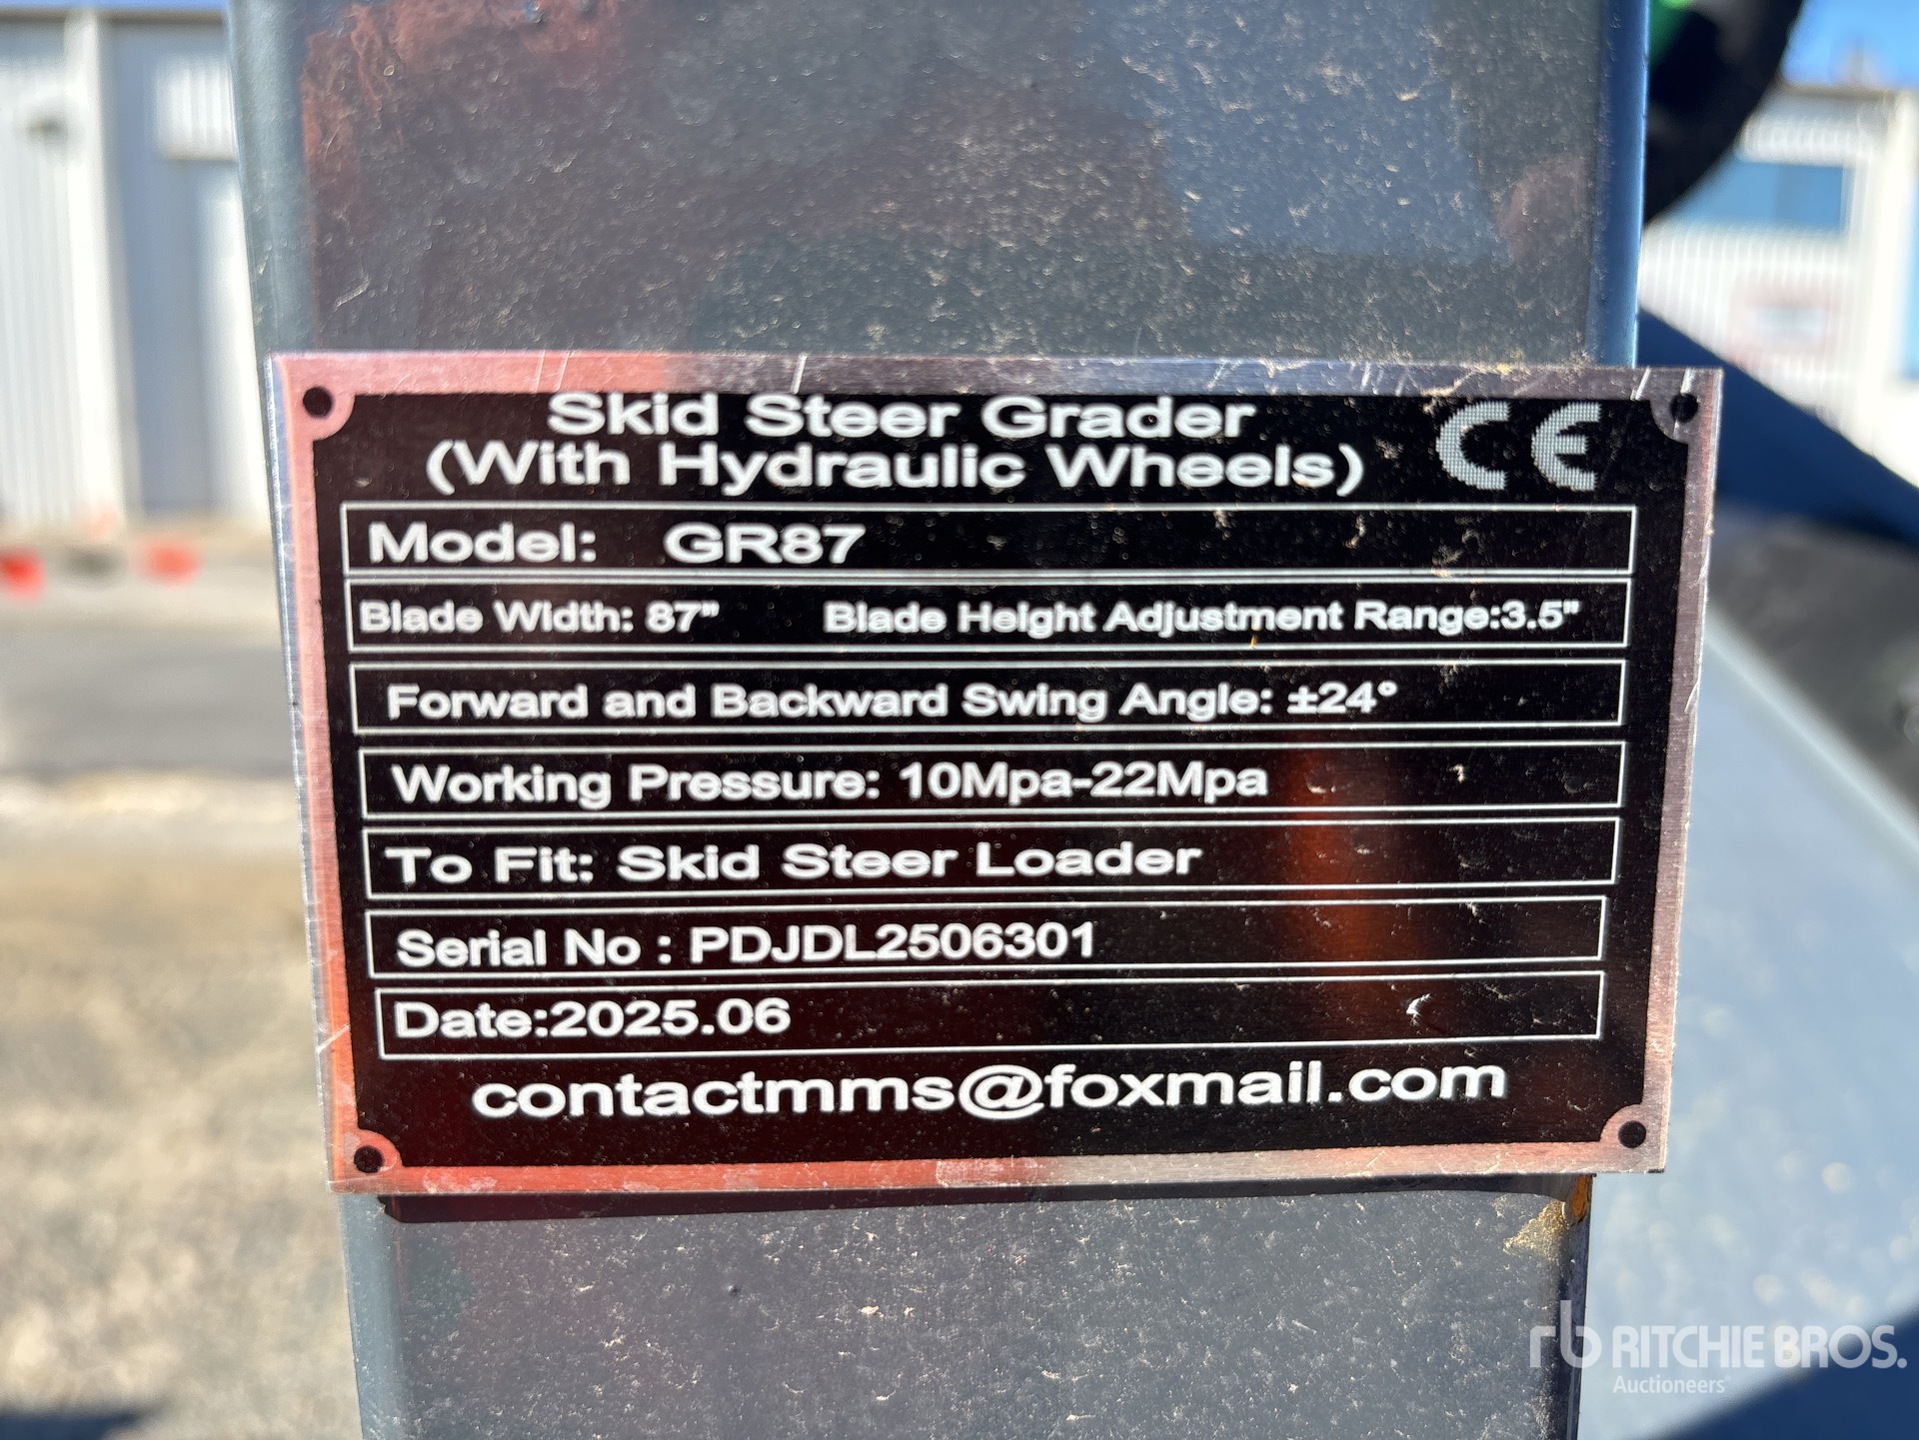 Skid Steer Grader
(With Hydraulic Wheels)
CE
Model: GR87
Blade Width: 87" Blade Height Adjustment Range:3.5"
Forward and Backward Swing Angle: ±24°
Working Pressure: 10Mpa-22Mpa
To Fit: Skid Steer Loader
Serial No : PDJDL2506301
Date:2025.06
contactmms@foxmail.com
rb RITCHIE BROS.
Auctioneers